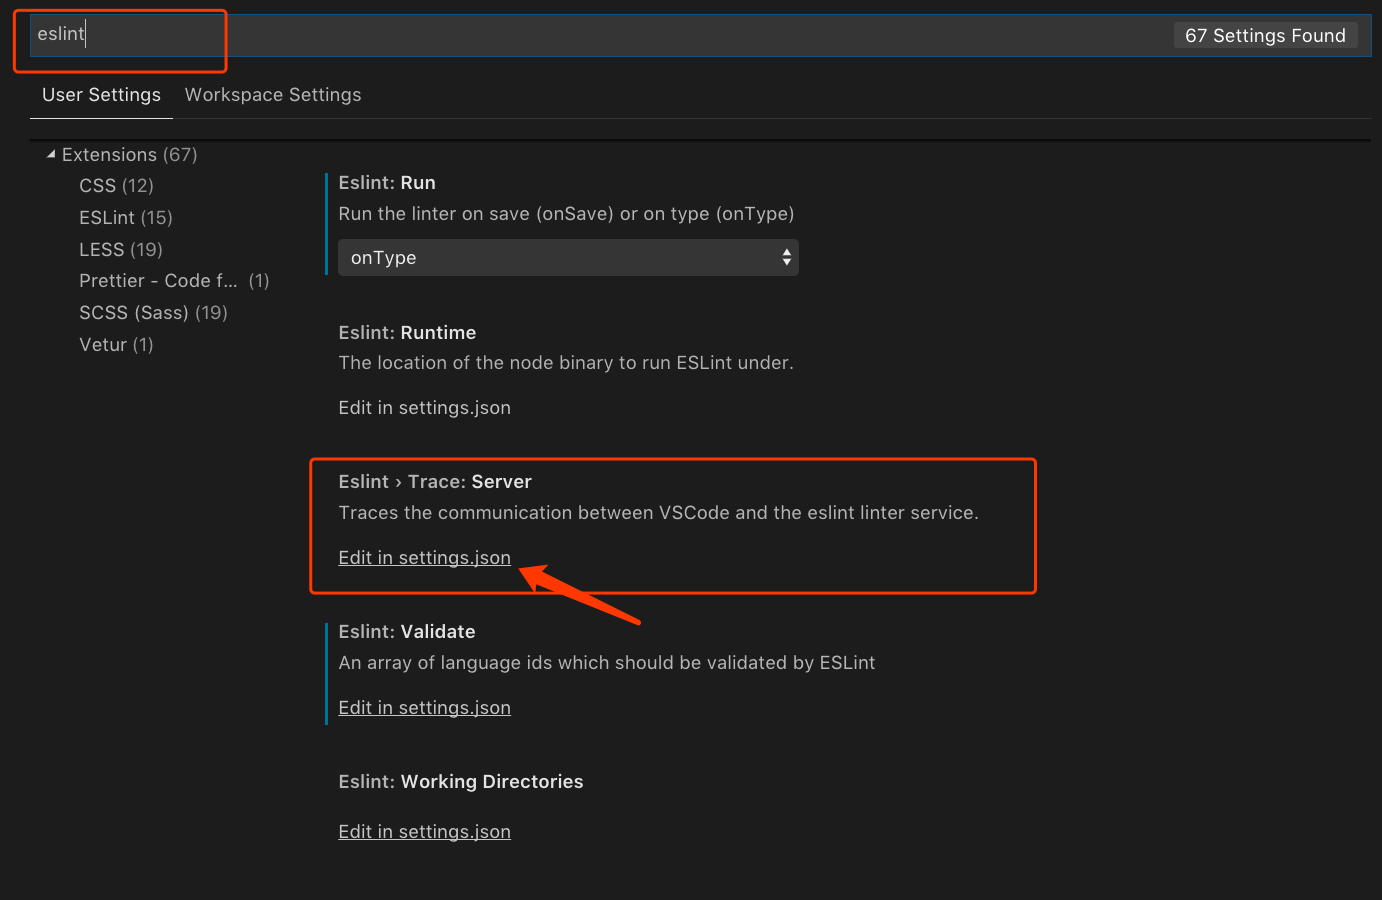 eslint
67 Settings Found
User Settings
Workspace Settings
Extensions (67)
CSS (12)
ESLint (15)
LESS (19)
Prettier - Code f... (1)
SCSS (Sass) (19)
Vetur (1)
Eslint: Run
Run the linter on save (onSave) or on type (onType)
onType
Eslint: Runtime
The location of the node binary to run ESLint under.
Edit in settings.json
Eslint › Trace: Server
Traces the communication between VSCode and the eslint linter service.
Edit in settings.json
Eslint: Validate
An array of language ids which should be validated by ESLint
Edit in settings.json
Eslint: Working Directories
Edit in settings.json